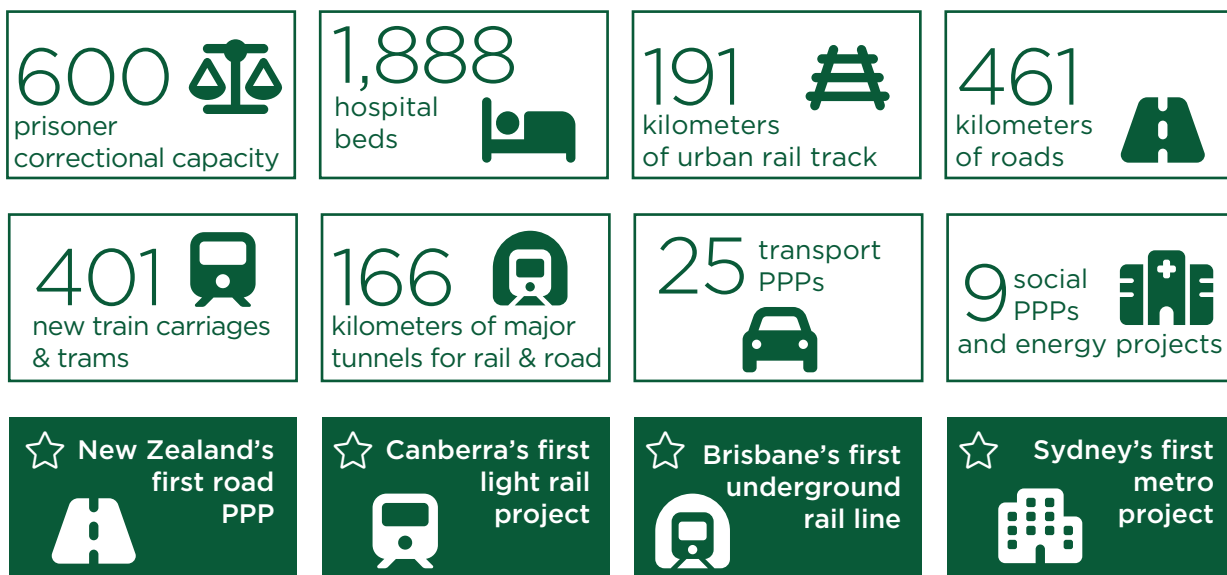 600
prisoner
correctional capacity
1,888
hospital
beds
191
kilometers
of urban rail track
461
kilometers
of roads
401
new train carriages
& trams
166
kilometers of major
tunnels for rail & road
25 transport
PPPs
9 social
PPPs
and energy projects
New Zealand's
first road
PPP
Canberra's first
light rail
project
Brisbane's first
underground
rail line
Sydney's first
metro
project